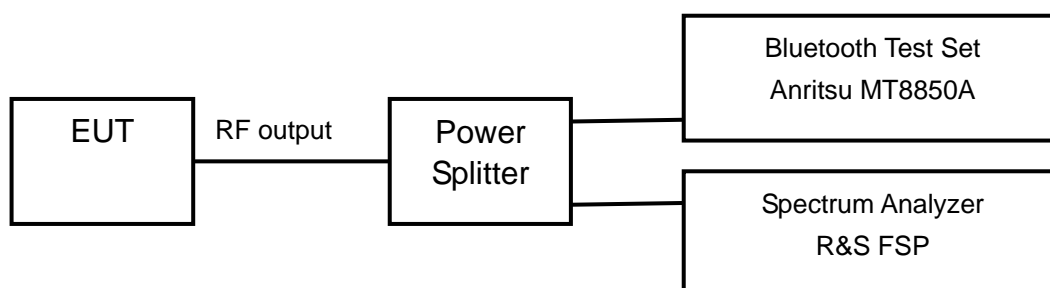 EUT
RF output
Power
Splitter
Bluetooth Test Set
Anritsu MT8850A
Spectrum Analyzer
R&S FSP